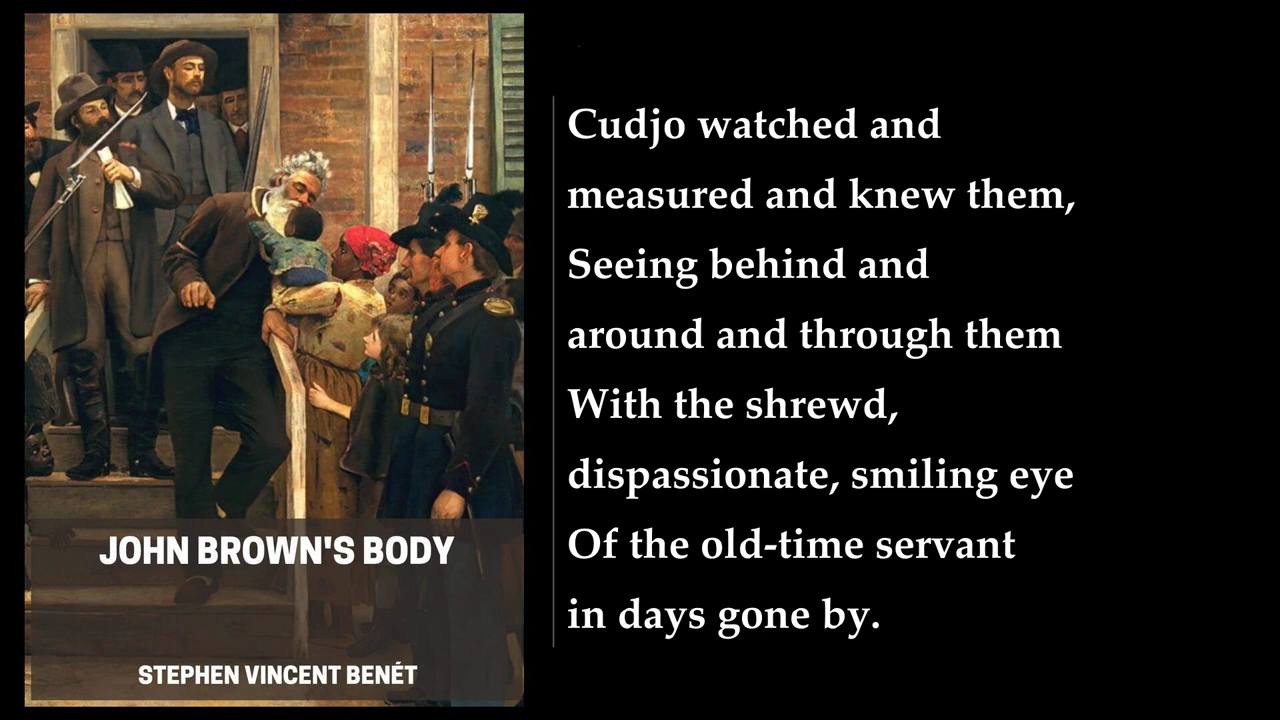 JOHN BROWN'S BODY
STEPHEN VINCENT BENÉT
Cudjo watched and
measured and knew them,
Seeing behind and
around and through them
With the shrewd,
dispassionate, smiling eye
Of the old-time servant
in days gone by.